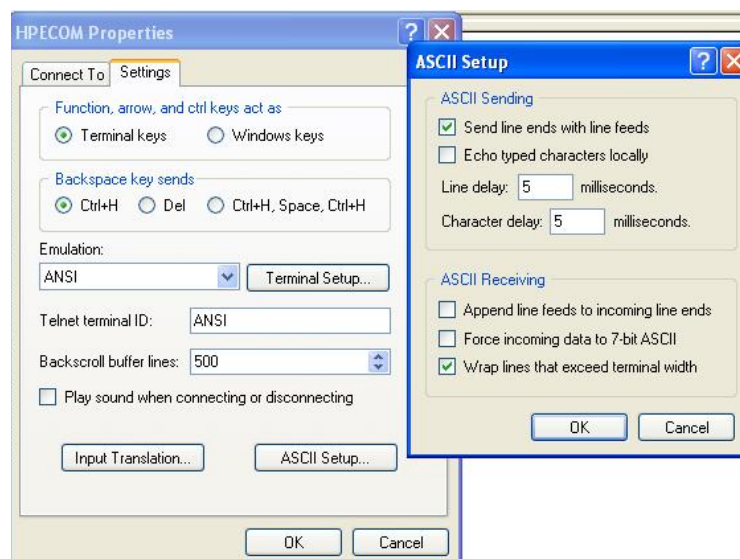 HPECOM Properties
Connect To Settings
Function, arrow, and ctrl keys act as
Terminal keys Windows keys
Backspace key sends
Ctrl+H Del Ctrl+H, Space, Ctrl+H
Emulation:
ANSI Terminal Setup...
Telnet terminal ID: ANSI
Backscroll buffer lines: 500
Play sound when connecting or disconnecting
Input Translation... ASCII Setup...
OK Cancel
ASCII Setup
ASCII Sending
Send line ends with line feeds
Echo typed characters locally
Line delay: 5 milliseconds.
Character delay: 5 milliseconds.
ASCII Receiving
Append line feeds to incoming line ends
Force incoming data to 7-bit ASCII
Wrap lines that exceed terminal width
OK Cancel